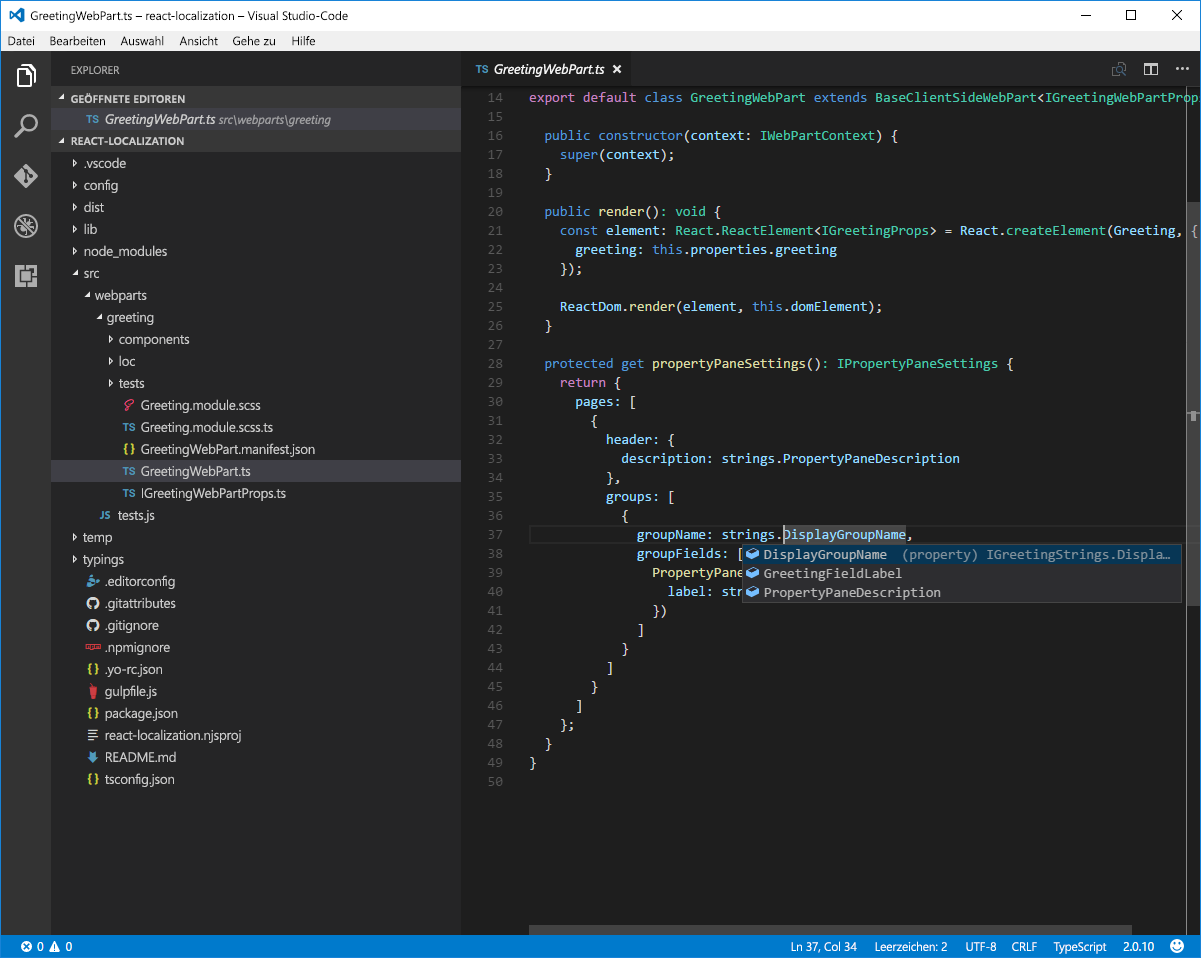 GreetingWebPart.ts – react-localization – Visual Studio-Code
Datei Bearbeiten Auswahl Ansicht Gehe zu Hilfe
EXPLORER
GEÖFFNETE EDITOREN
TS GreetingWebPart.ts src\webparts\greeting
REACT-LOCALIZATION
.vscode
config
dist
lib
node_modules
src
webparts
greeting
components
loc
tests
Greeting.module.scss
TS Greeting.module.scss.ts
{} GreetingWebPart.manifest.json
TS GreetingWebPart.ts
TS IGreetingWebPartProps.ts
JS tests.js
temp
typings
.editorconfig
.gitattributes
.gitignore
.npmignore
{} .yo-rc.json
gulpfile.js
{} package.json
react-localization.njsproj
README.md
{} tsconfig.json
TS GreetingWebPart.ts ×
14 export default class GreetingWebPart extends BaseClientSideWebPart<IGreetingWebPartProp
15
16 public constructor(context: IWebPartContext) {
17 super(context);
18 }
19
20 public render(): void {
21 const element: React.ReactElement<IGreetingProps> = React.createElement(Greeting, {
22 greeting: this.properties.greeting
23 });
24
25 ReactDom.render(element, this.domElement);
26 }
27
28 protected get propertyPaneSettings(): IPropertyPaneSettings {
29 return {
30 pages: [
31 {
32 header: {
33 description: strings.PropertyPaneDescription
34 },
35 groups: [
36 {
37 groupName: strings.DisplayGroupName,
38 groupFields: [
DisplayGroupName (property) IGreetingStrings.Displa…
39 PropertyPane
GreetingFieldLabel
40 label: str
PropertyPaneDescription
41 })
42 ]
43 }
44 ]
45 }
46 ]
47 };
48 }
49 }
50
0 0 Ln 37, Col 34 Leerzeichen: 2 UTF-8 CRLF TypeScript 2.0.10